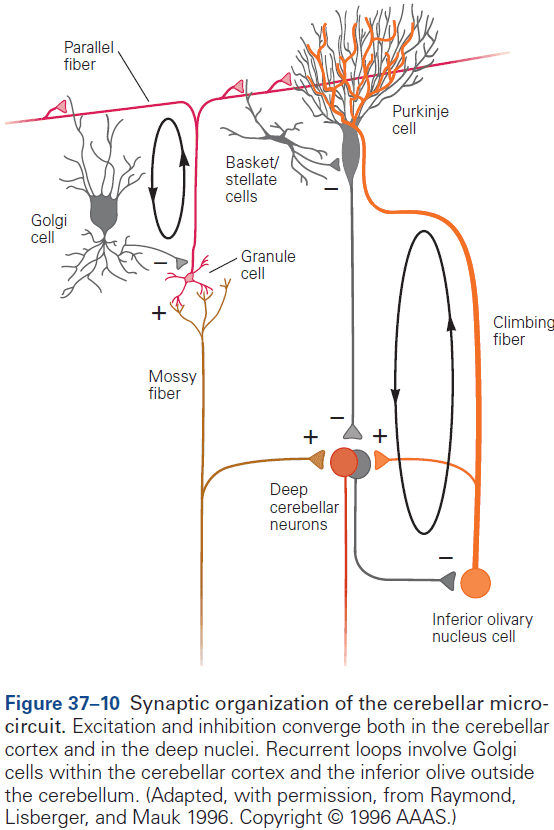 Parallel
fiber
Purkinje
cell
Basket/
stellate
cells
−
Golgi
cell
−
Granule
cell
+
Climbing
fiber
Mossy
fiber
−
+
+
Deep
cerebellar
neurons
−
Inferior olivary
nucleus cell
Figure 37–10 Synaptic organization of the cerebellar micro-
circuit. Excitation and inhibition converge both in the cerebellar
cortex and in the deep nuclei. Recurrent loops involve Golgi
cells within the cerebellar cortex and the inferior olive outside
the cerebellum. (Adapted, with permission, from Raymond,
Lisberger, and Mauk 1996. Copyright © 1996 AAAS.)